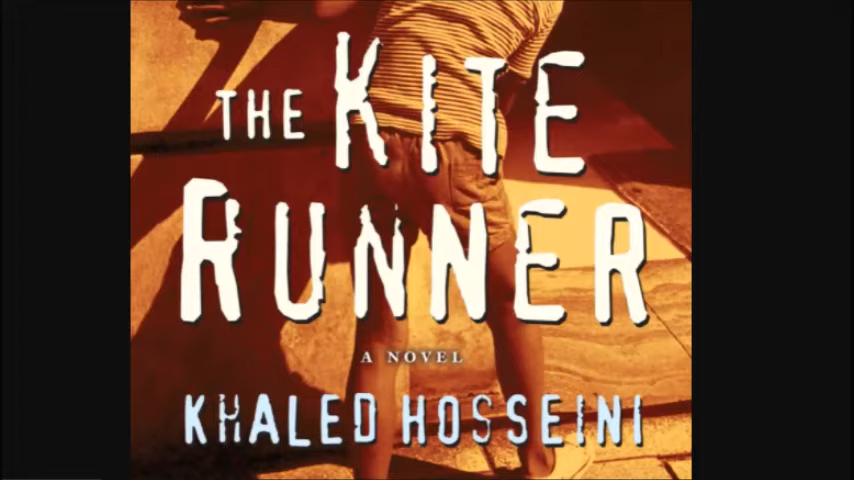 THE KITE
RUNNER
A NOVEL
KHALED HOSSEINI